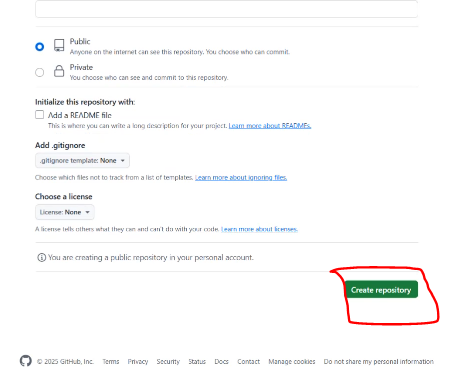 Public
Anyone on the internet can see this repository. You choose who can commit.
Private
You choose who can see and commit to this repository.
Initialize this repository with:
Add a README file
This is where you can write a long description for your project. Learn more about READMEs.
Add .gitignore
.gitignore template: None
Choose which files not to track from a list of templates. Learn more about ignoring files.
Choose a license
License: None
A license tells others what they can and can't do with your code. Learn more about licenses.
You are creating a public repository in your personal account.
Create repository
© 2025 GitHub, Inc. Terms Privacy Security Status Docs Contact Manage cookies Do not share my personal information